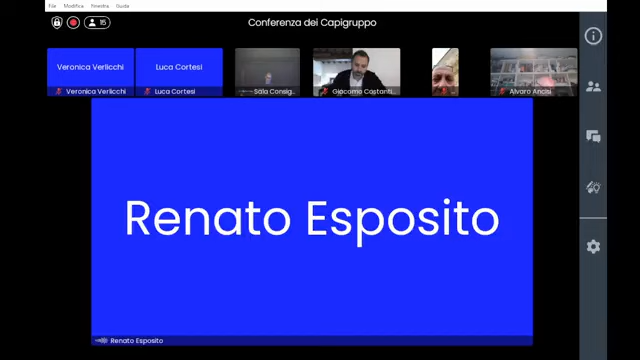 File Modifica Finestra Guida
15
Conferenza dei Capigruppo
Veronica Verlicchi
Luca Cortesi
Veronica Verlicchi
Luca Cortesi
Sala Consig...
Giacomo Costanti...
Alvaro Ancisi
Renato Esposito
Renato Esposito